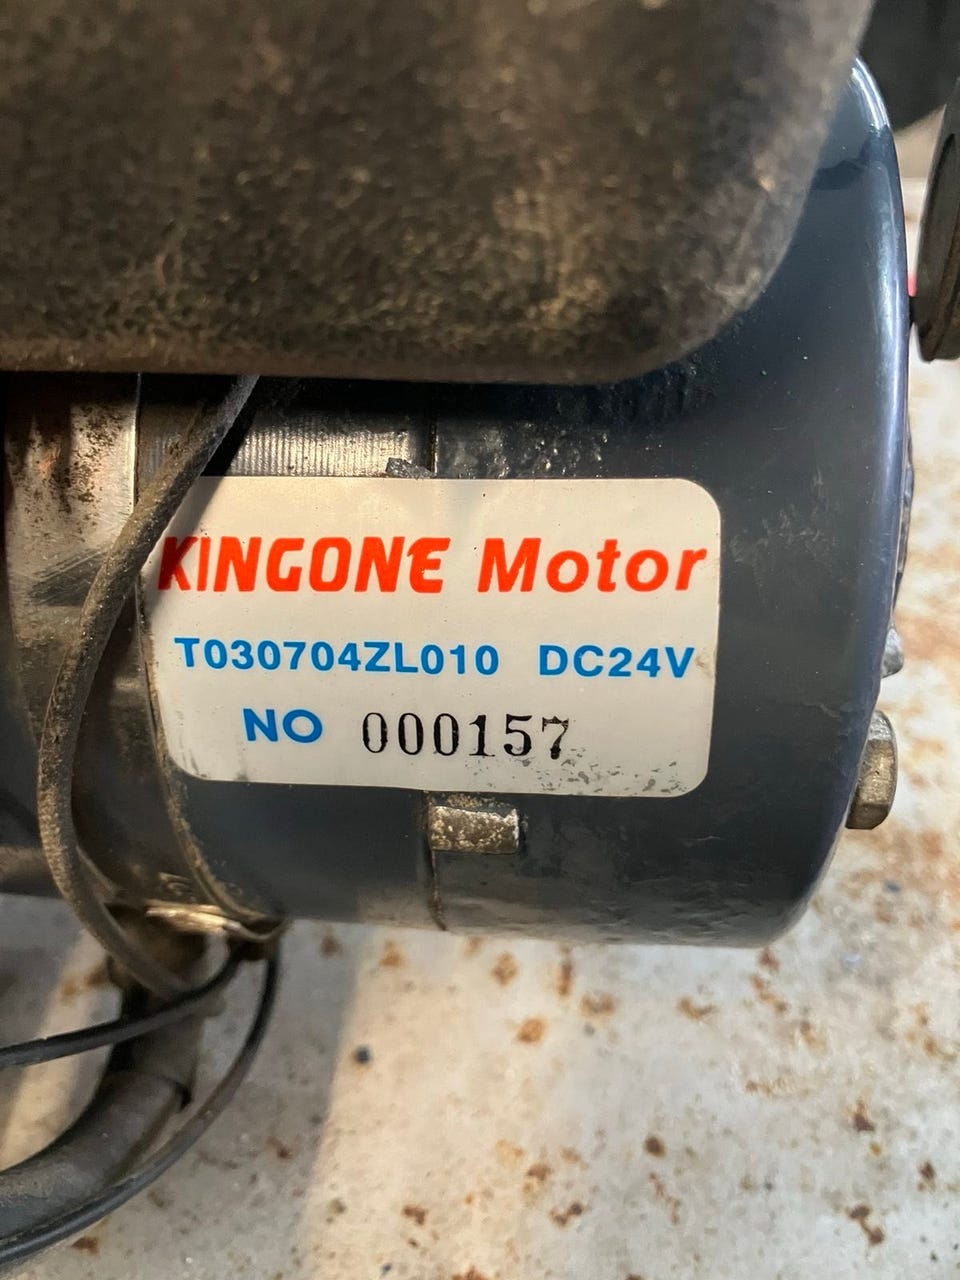 KINGONE Motor
T030704ZL010 DC24V
NO 000157